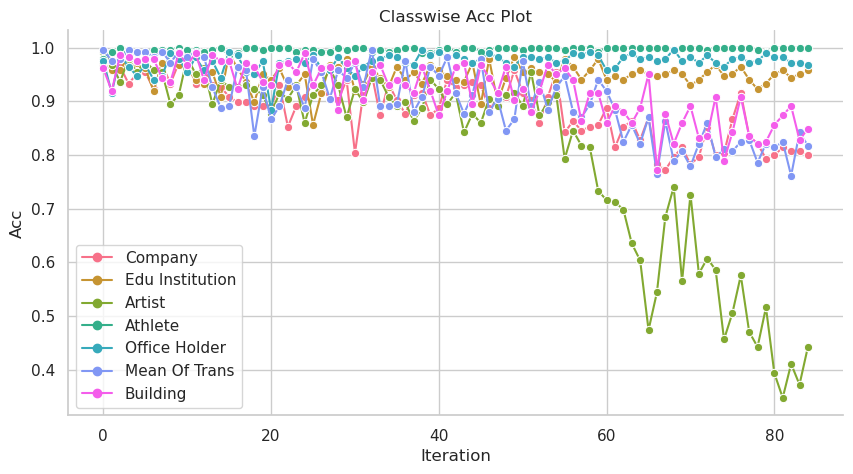 Classwise Acc Plot
1.0
0.9
0.8
0.7
0.6
0.5
0.4
Acc
Company
Edu Institution
Artist
Athlete
Office Holder
Mean Of Trans
Building
0
20
40
60
80
Iteration